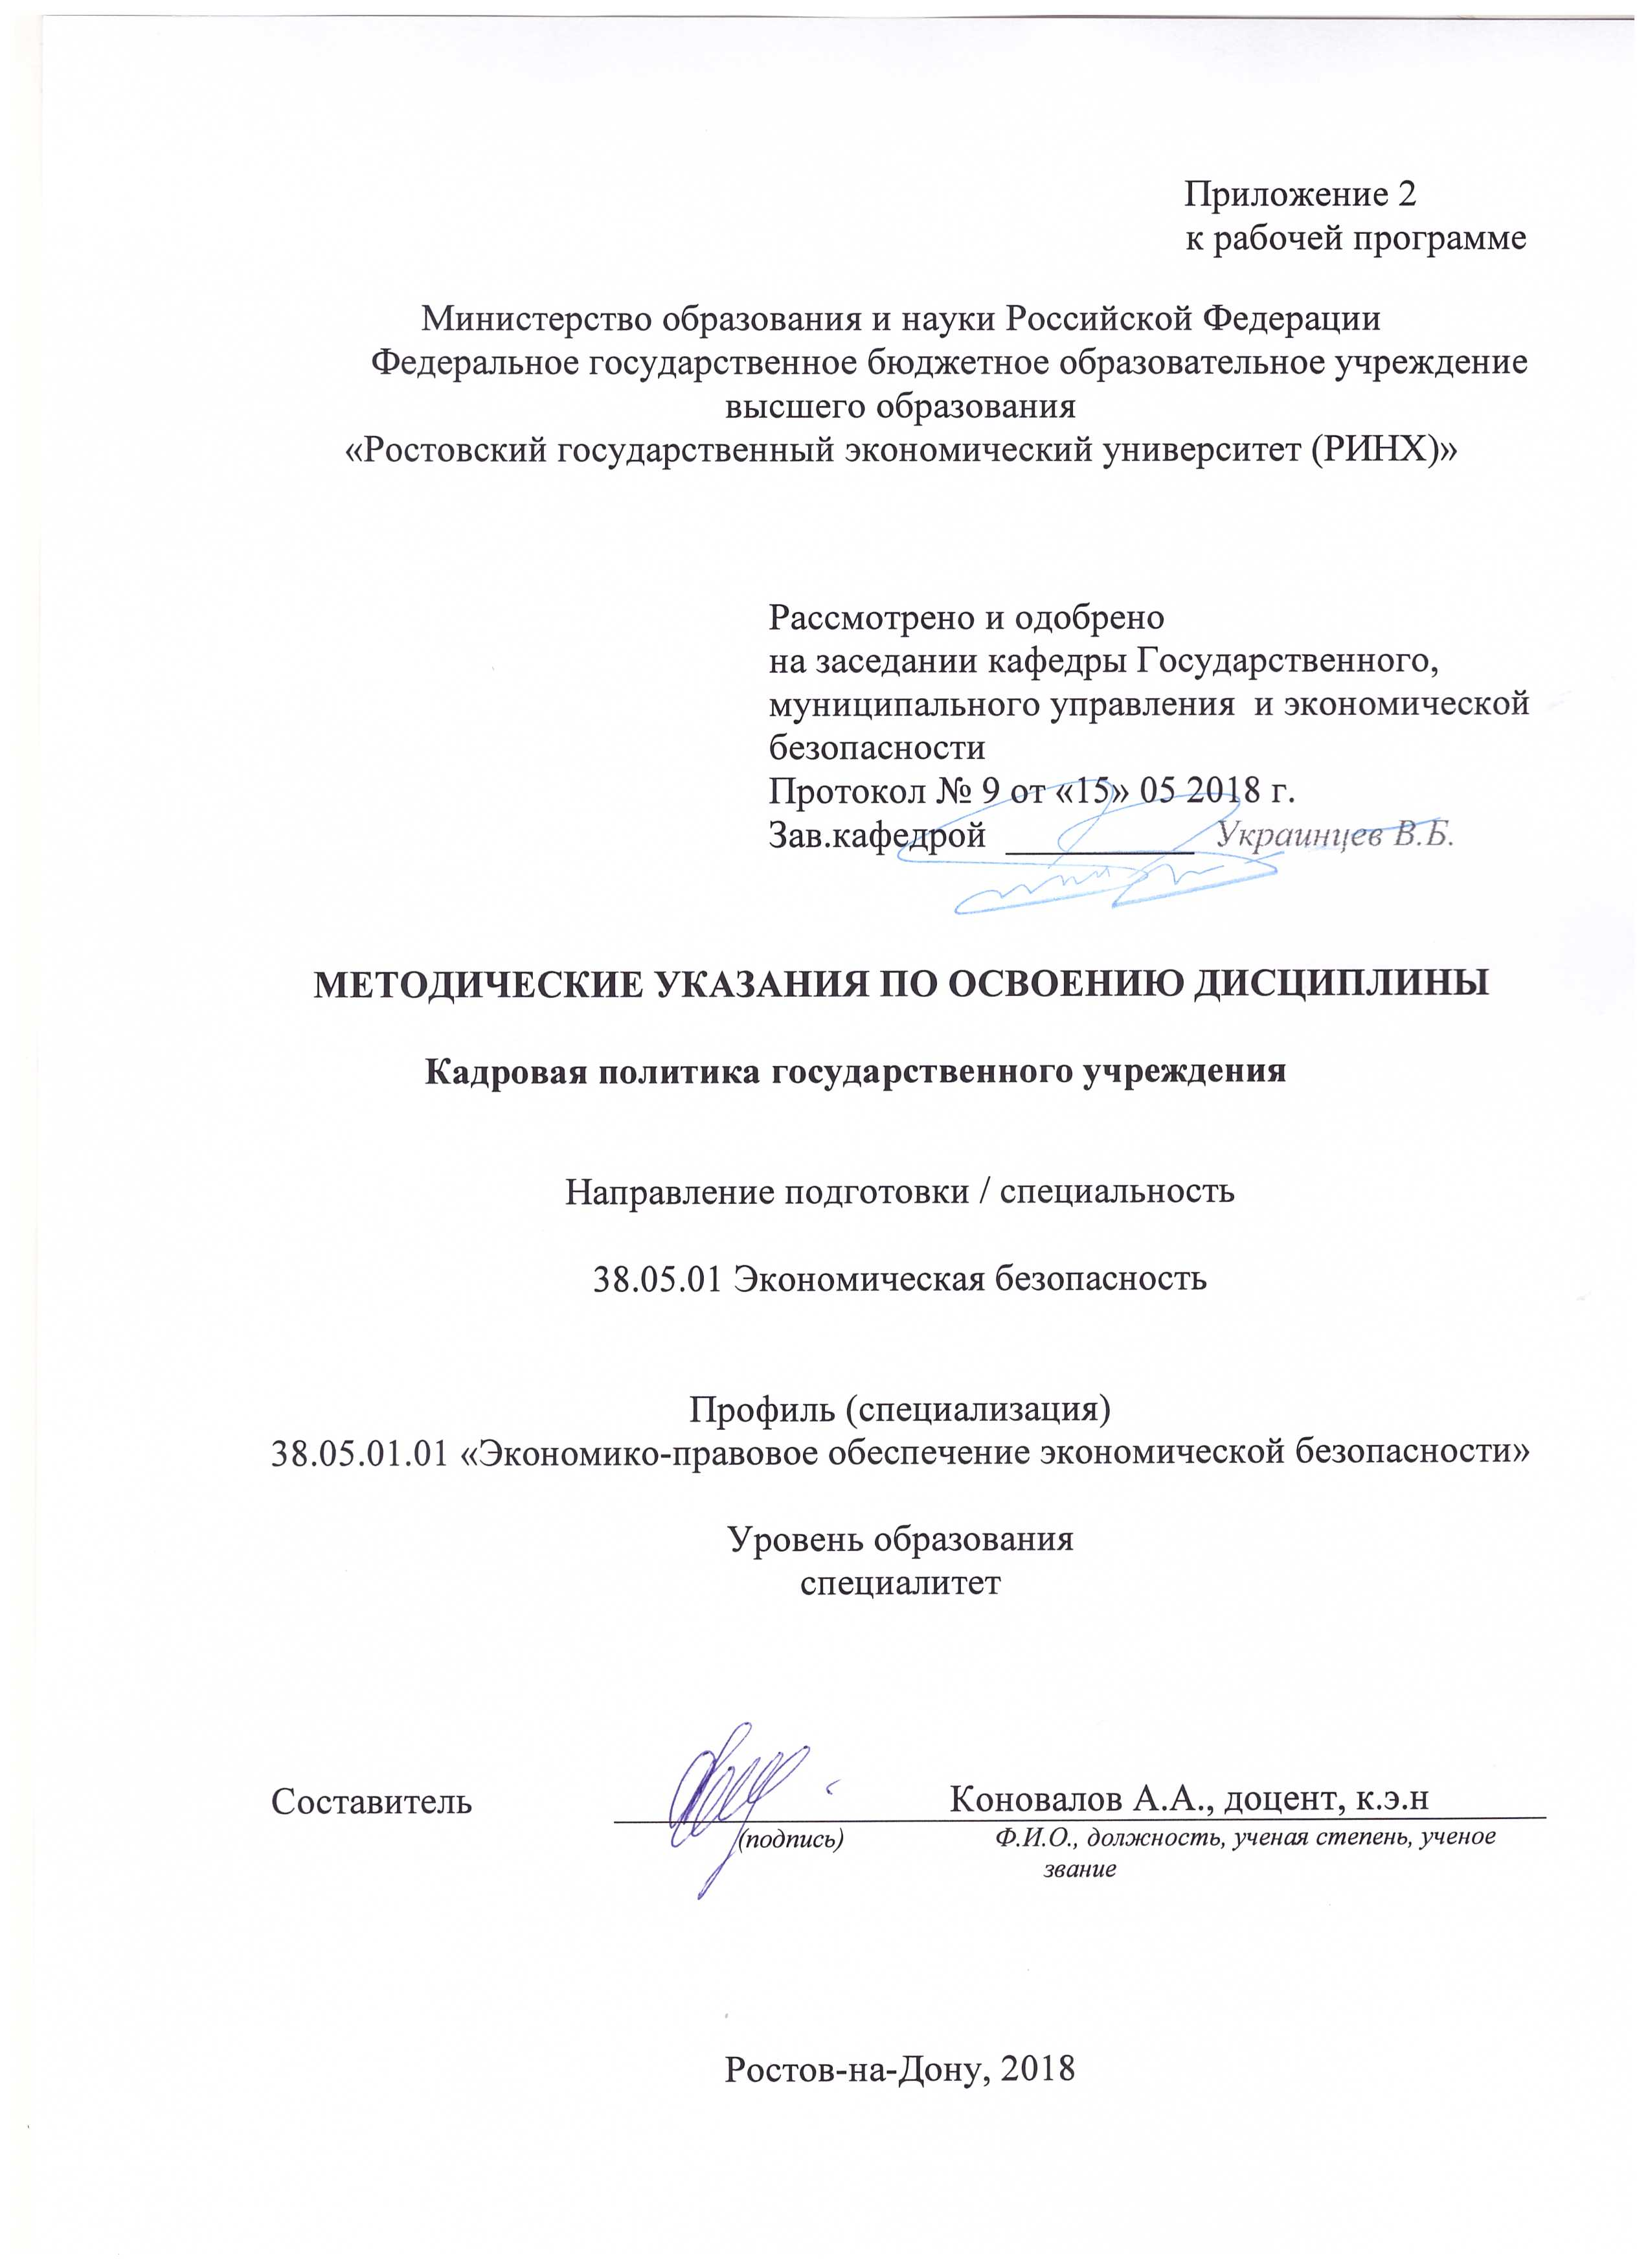 Приложение 2
к рабочей программе
Министерство образования и науки Российской Федерации
Федеральное государственное бюджетное образовательное учреждение
высшего образования
«Ростовский государственный экономический университет (РИНХ)»
Рассмотрено и одобрено
на заседании кафедры Государственного,
муниципального управления и экономической
безопасности
Протокол № 9 от «15» 05 2018 г.
Зав.кафедрой ___________ Украинцев В.Б.
МЕТОДИЧЕСКИЕ УКАЗАНИЯ ПО ОСВОЕНИЮ ДИСЦИПЛИНЫ
Кадровая политика государственного учреждения
Направление подготовки / специальность
38.05.01 Экономическая безопасность
Профиль (специализация)
38.05.01.01 «Экономико-правовое обеспечение экономической безопасности»
Уровень образования
специалитет
Составитель Коновалов А.А., доцент, к.э.н
(подпись) Ф.И.О., должность, ученая степень, ученое
звание
Ростов-на-Дону, 2018